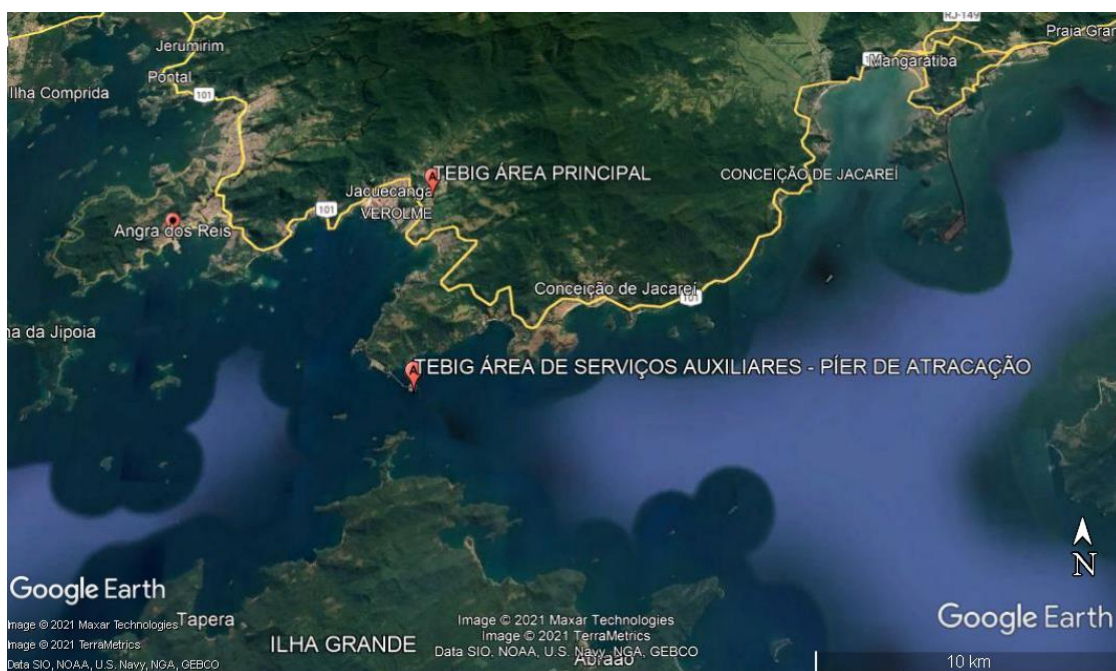 RJ-149
Jerumirim
Praia Gran
Mangaratiba
Pontal
Ilha Comprida
101
TEBIG ÁREA PRINCIPAL
CONCEIÇÃO DE JACAREÍ
Jacuecanga
101
VEROLME
Angra dos Reis
Conceição de Jacareí
101
na da Jipoia
TEBIG ÁREA DE SERVIÇOS AUXILIARES - PÍER DE ATRACAÇÃO
N
Google Earth
Google Earth
Image © 2021 Maxar Technologies
Tapera
Image © 2021 Maxar Technologies
Image © 2021 TerraMetrics
Image © 2021 TerraMetrics
ILHA GRANDE
Data SIO, NOAA, U.S. Navy, NGA, GEBCO
Abraão
Data SIO, NOAA, U.S. Navy, NGA, GEBCO
10 km